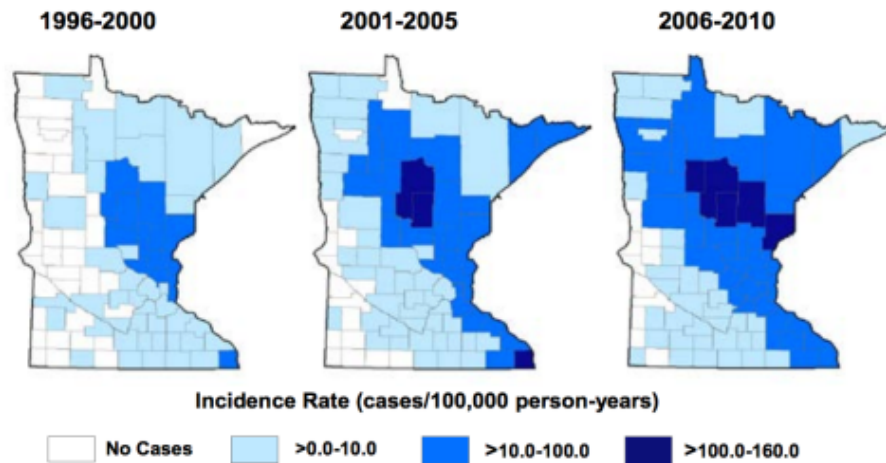 1996-2000 2001-2005 2006-2010
Incidence Rate (cases/100,000 person-years)
No Cases >0.0-10.0 >10.0-100.0 >100.0-160.0